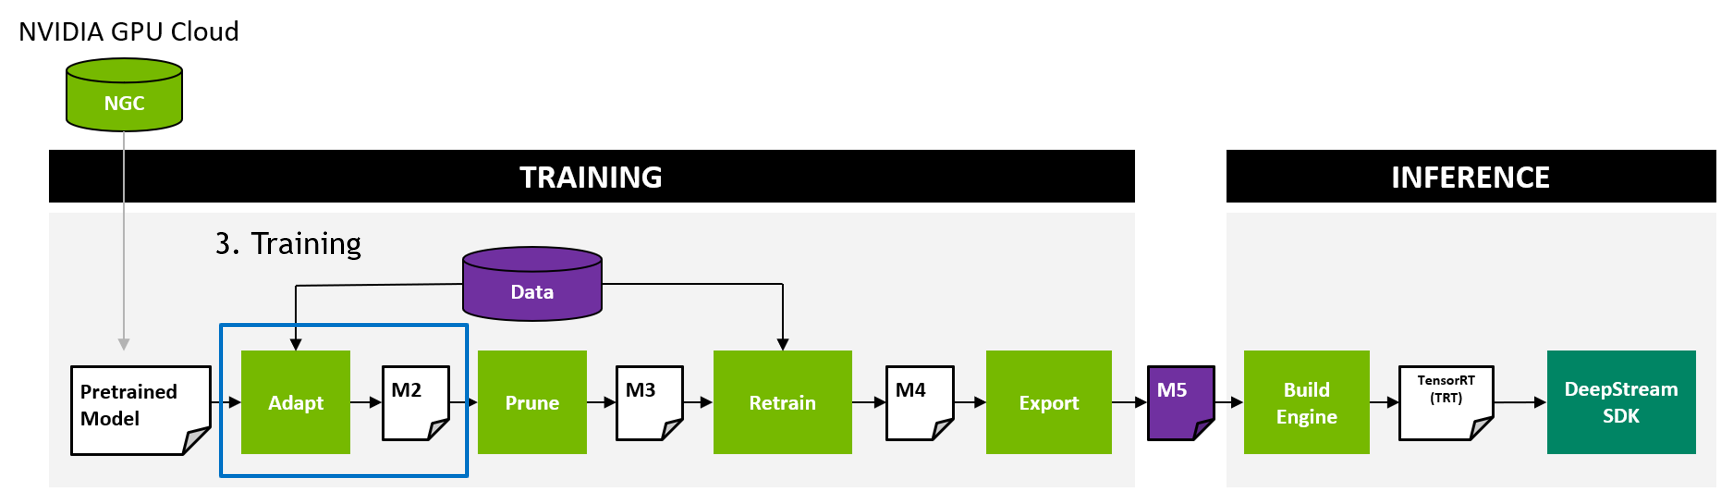 NVIDIA GPU Cloud
NGC
TRAINING
INFERENCE
3. Training
Data
Pretrained
Model
Adapt
M2
Prune
M3
Retrain
M4
Export
M5
Build
Engine
TensorRT
(TRT)
DeepStream
SDK